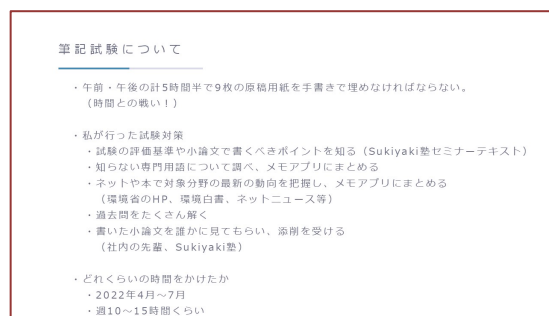 筆記試験について
・午前・午後の計5時間半で9枚の原稿用紙を手書きで埋めなければならない。
（時間との戦い！）
・私が行った試験対策
・試験の評価基準や小論文で書くべきポイントを知る（Sukiyaki塾セミナーテキスト）
・知らない専門用語について調べ、メモアプリにまとめる
・ネットや本で対象分野の最新の動向を把握し、メモアプリにまとめる
（環境省のHP、環境白書、ネットニュース等）
・過去問をたくさん解く
・書いた小論文を誰かに見てもらい、添削を受ける
（社内の先輩、Sukiyaki塾）
・どれくらいの時間をかけたか
・2022年4月～7月
・週10～15時間くらい